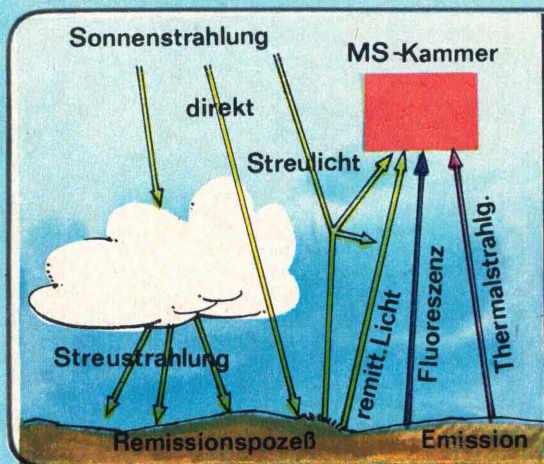 Sonnenstrahlung
MS-Kammer
direkt
Streulicht
Streustrahlung
remitt. Licht
Fluoreszenz
Thermalstrahlg.
Remissionspozeß
Emission